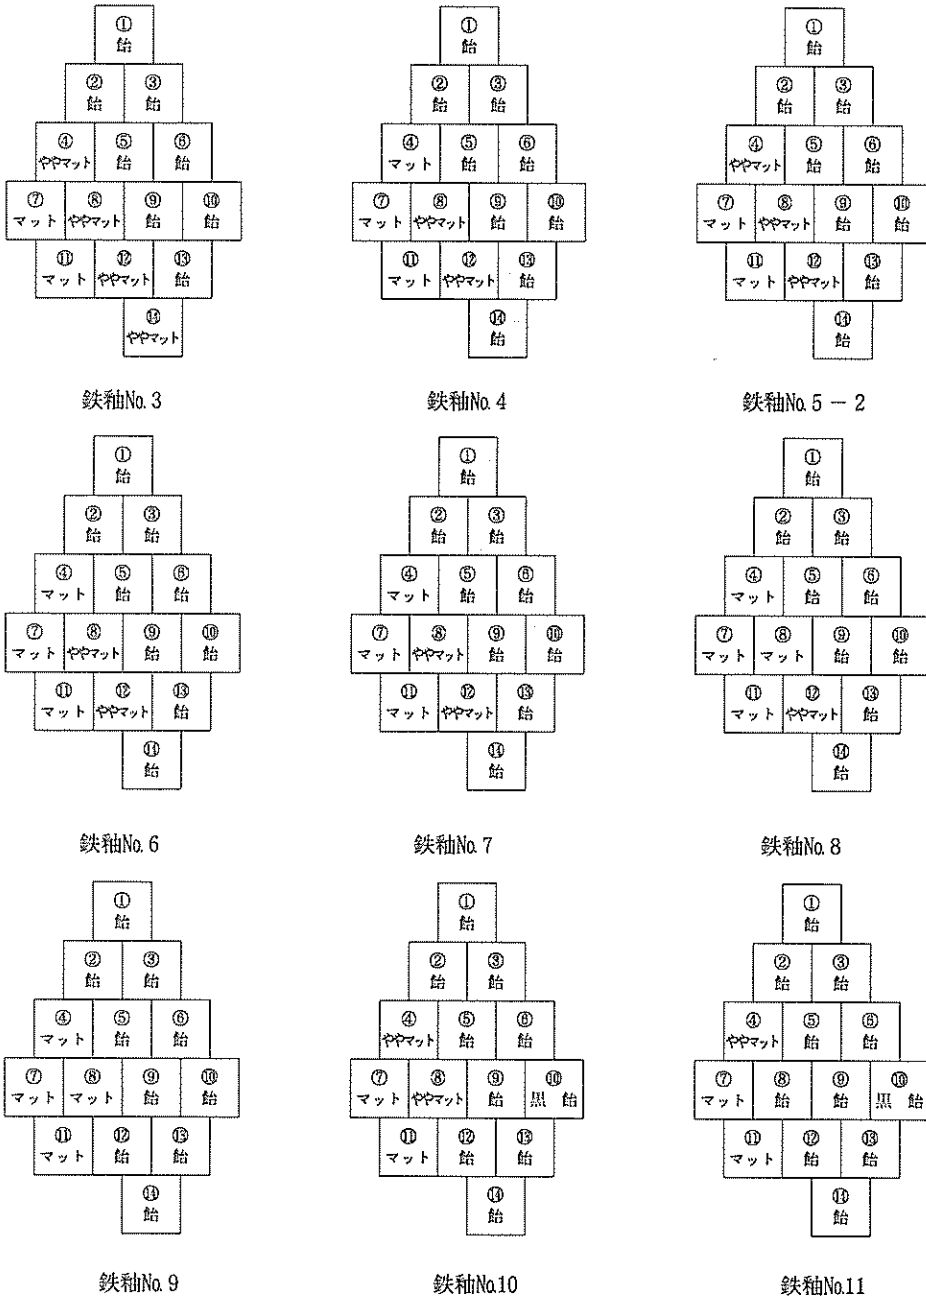 ① 飴
② 飴 ③ 飴
④ ややマット ⑤ 飴 ⑥ 飴
⑦ マット ⑧ ややマット ⑨ 飴 ⑩ 飴
⑪ マット ⑫ ややマット ⑬ 飴
⑭ ややマット
鉄釉No.3
① 飴
② 飴 ③ 飴
④ マット ⑤ 飴 ⑥ 飴
⑦ マット ⑧ ややマット ⑨ 飴 ⑩ 飴
⑪ マット ⑫ ややマット ⑬ 飴
⑭ 飴
鉄釉No.4
① 飴
② 飴 ③ 飴
④ ややマット ⑤ 飴 ⑥ 飴
⑦ マット ⑧ ややマット ⑨ 飴 ⑩ 飴
⑪ マット ⑫ ややマット ⑬ 飴
⑭ 飴
鉄釉No.5-2
① 飴
② 飴 ③ 飴
④ マット ⑤ 飴 ⑥ 飴
⑦ マット ⑧ ややマット ⑨ 飴 ⑩ 飴
⑪ マット ⑫ ややマット ⑬ 飴
⑭ 飴
鉄釉No.6
① 飴
② 飴 ③ 飴
④ マット ⑤ 飴 ⑥ 飴
⑦ マット ⑧ ややマット ⑨ 飴 ⑩ 飴
⑪ マット ⑫ ややマット ⑬ 飴
⑭ 飴
鉄釉No.7
① 飴
② 飴 ③ 飴
④ マット ⑤ 飴 ⑥ 飴
⑦ マット ⑧ マット ⑨ 飴 ⑩ 飴
⑪ マット ⑫ ややマット ⑬ 飴
⑭ 飴
鉄釉No.8
① 飴
② 飴 ③ 飴
④ マット ⑤ 飴 ⑥ 飴
⑦ マット ⑧ マット ⑨ 飴 ⑩ 飴
⑪ マット ⑫ 飴 ⑬ 飴
⑭ 飴
鉄釉No.9
① 飴
② 飴 ③ 飴
④ ややマット ⑤ 飴 ⑥ 飴
⑦ マット ⑧ ややマット ⑨ 飴 ⑩ 黒 飴
⑪ マット ⑫ 飴 ⑬ 飴
⑭ 飴
鉄釉No.10
① 飴
② 飴 ③ 飴
④ ややマット ⑤ 飴 ⑥ 飴
⑦ マット ⑧ 飴 ⑨ 飴 ⑩ 黒 飴
⑪ マット ⑫ 飴 ⑬ 飴
⑭ 飴
鉄釉No.11